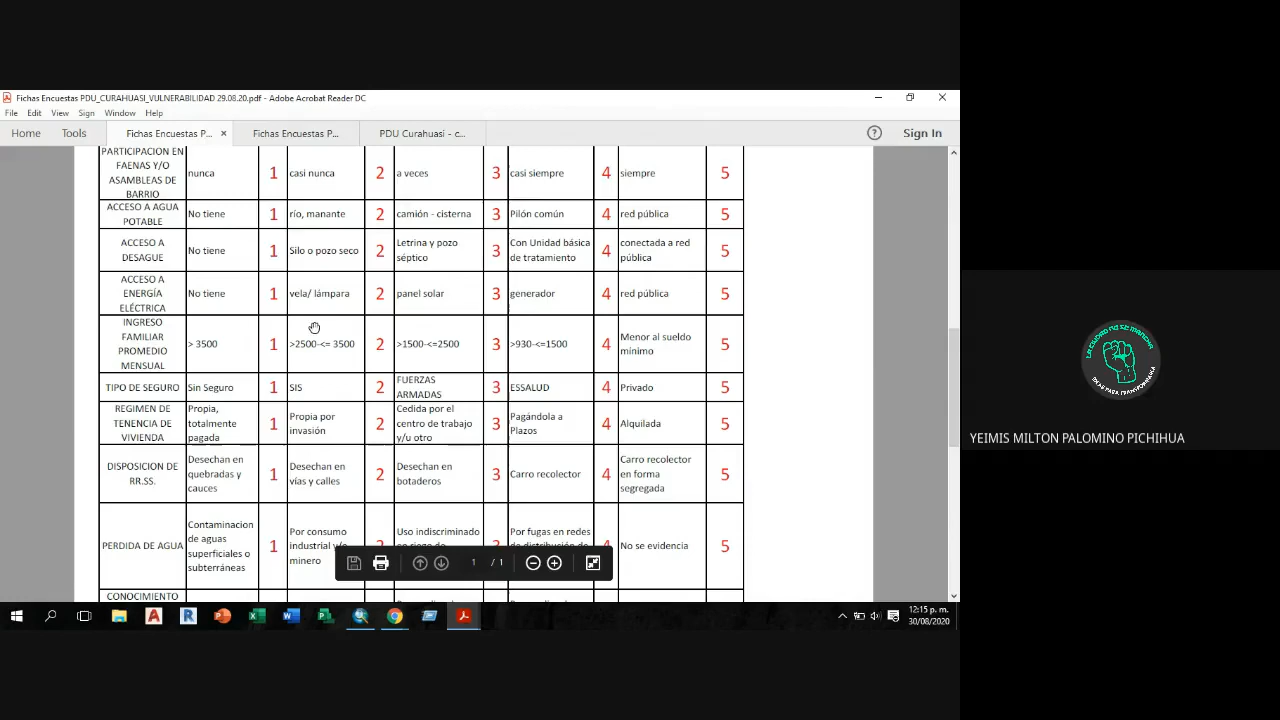 Fichas Encuestas PDU_CURAHUASI_VULNERABILIDAD 29.08.20.pdf - Adobe Acrobat Reader DC
File Edit View Sign Window Help
Home Tools Fichas Encuestas P... × Fichas Encuestas P... PDU Curahuasi - c... Sign In
PARTICIPACION EN
FAENAS Y/O
ASAMBLEAS DE
BARRIO
nunca 1 casi nunca 2 a veces 3 casi siempre 4 siempre 5
ACCESO A AGUA
POTABLE
No tiene 1 río, manante 2 camión - cisterna 3 Pilón común 4 red pública 5
ACCESO A
DESAGUE
No tiene 1 Silo o pozo seco 2
Letrina y pozo
séptico
3
Con Unidad básica
de tratamiento
4
conectada a red
pública
5
ACCESO A
ENERGÍA
ELÉCTRICA
No tiene 1 vela/ lámpara 2 panel solar 3 generador 4 red pública 5
INGRESO
FAMILIAR
PROMEDIO
MENSUAL
> 3500 1 >2500-<= 3500 2 >1500-<=2500 3 >930-<=1500 4
Menor al sueldo
minimo
5
TIPO DE SEGURO Sin Seguro 1 SIS 2
FUERZAS
ARMADAS
3 ESSALUD 4 Privado 5
REGIMEN DE
TENENCIA DE
VIVIENDA
Propia,
totalmente
pagada
1
Propia por
invasión
2
Cedida por el
centro de trabajo
y/u otro
3
Pagándola a
Plazos
4 Alquilada 5
DISPOSICION DE
RR.SS.
Desechan en
quebradas y
cauces
1
Desechan en
vías y calles
2
Desechan en
botaderos
3 Carro recolector 4
Carro recolector
en forma
segregada
5
PERDIDA DE AGUA
Contaminacion
de aguas
superficiales o
subterráneas
1
Por consumo
industrial y/o
minero
Uso indiscriminado
Por fugas en redes
No se evidencia 5
CONOCIMIENTO
1 / 1
12:15 p. m.
30/08/2020
LA CIUDAD NO SE MANCHA
IDEAS PARA TRANSFORMARLA
YEIMIS MILTON PALOMINO PICHIHUA